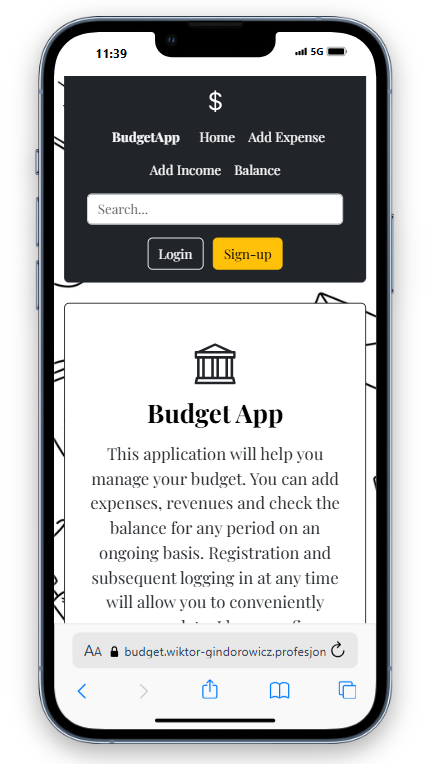 11:39
5G
$
BudgetApp Home Add Expense
Add Income Balance
Search...
Login Sign-up
Budget App
This application will help you
manage your budget. You can add
expenses, revenues and check the
balance for any period on an
ongoing basis. Registration and
subsequent logging in at any time
will allow you to conveniently
AA budget.wiktor-gindorowicz.profesjon